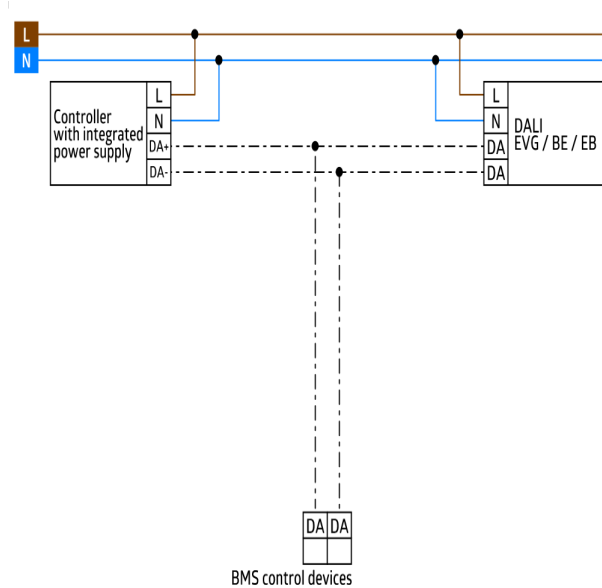 L
N
Controller
with integrated
power supply
L
N
DA+
DA-
L
N
DA
DA
DALI
EVG / BE / EB
DA DA
BMS control devices